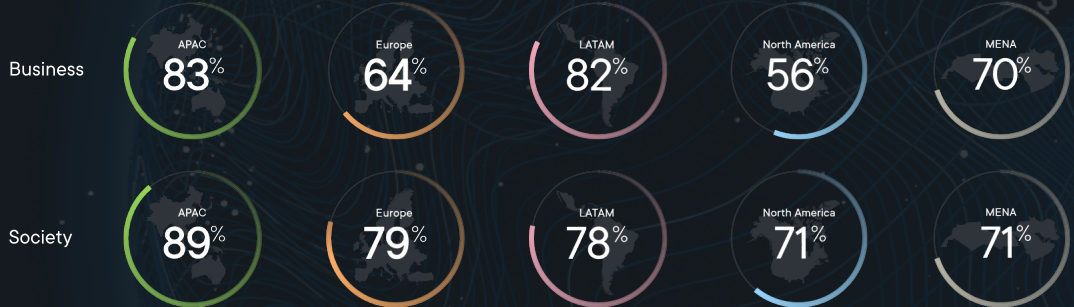 Business
APAC
83%
Europe
64%
LATAM
82%
North America
56%
MENA
70%
Society
APAC
89%
Europe
79%
LATAM
78%
North America
71%
MENA
71%